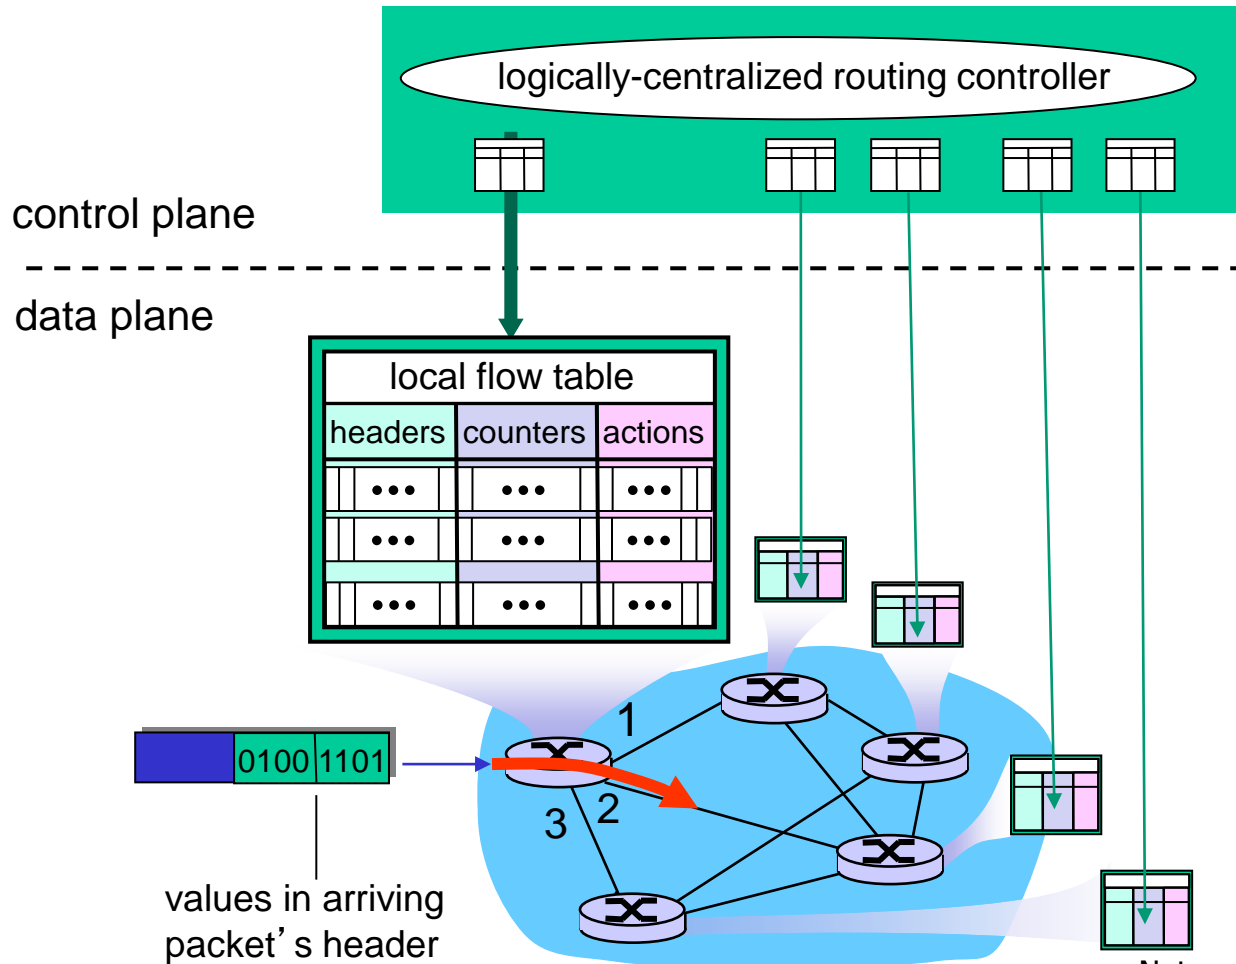 logically-centralized routing controller
control plane
data plane
local flow table
headers counters actions
1
0100 1101
2
3
values in arriving
packet’s header